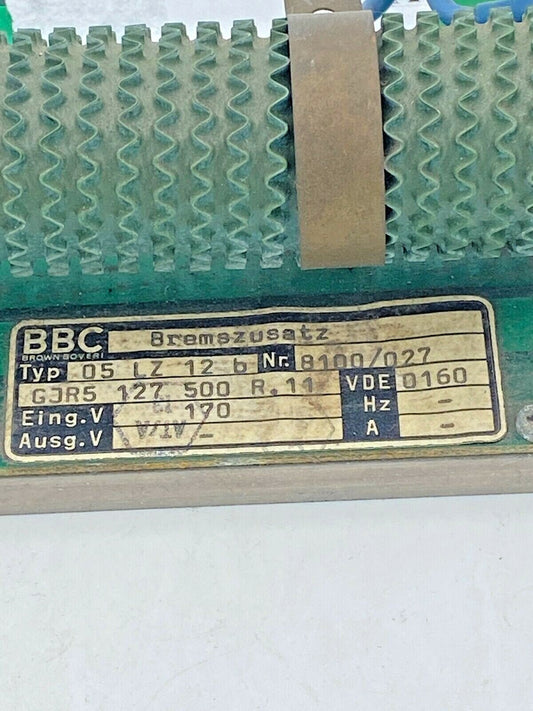 BBC Bremszusatz
BROWN BOVERI
Typ 05 LZ 12 b Nr. 8100/027
GJR5 127 500 R.11 VDE 0160
Eing.V 170 Hz -
Ausg.V - A -